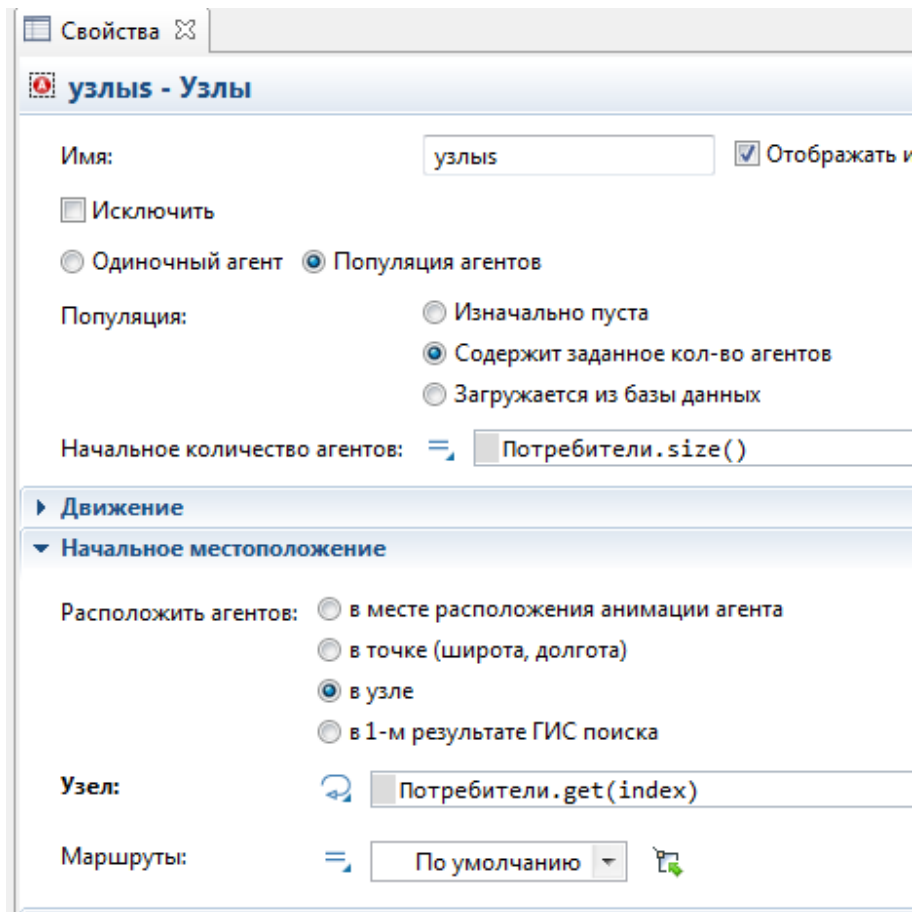 Свойства
узлыs - Узлы
Имя: узлыs Отображать и
Исключить
Одиночный агент Популяция агентов
Популяция: Изначально пуста
Содержит заданное кол-во агентов
Загружается из базы данных
Начальное количество агентов: Потребители.size()
Движение
Начальное местоположение
Расположить агентов: в месте расположения анимации агента
в точке (широта, долгота)
в узле
в 1-м результате ГИС поиска
Узел: Потребители.get(index)
Маршруты: По умолчанию